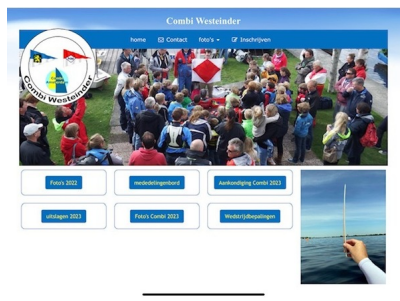 Combi Westeinder
home
Contact
foto's
Inschrijven
Combi Westeinder
Foto's 2022
mededelingenbord
Aankondiging Combi 2023
uitslagen 2023
Foto's Combi 2023
Wedstrijdbepalingen